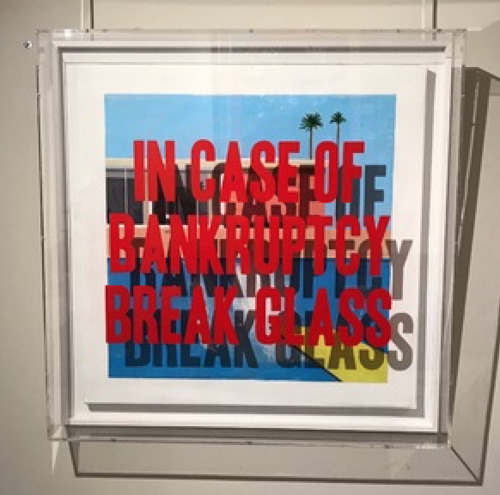 IN CASE OF
BANKRUPTCY
BREAK GLASS